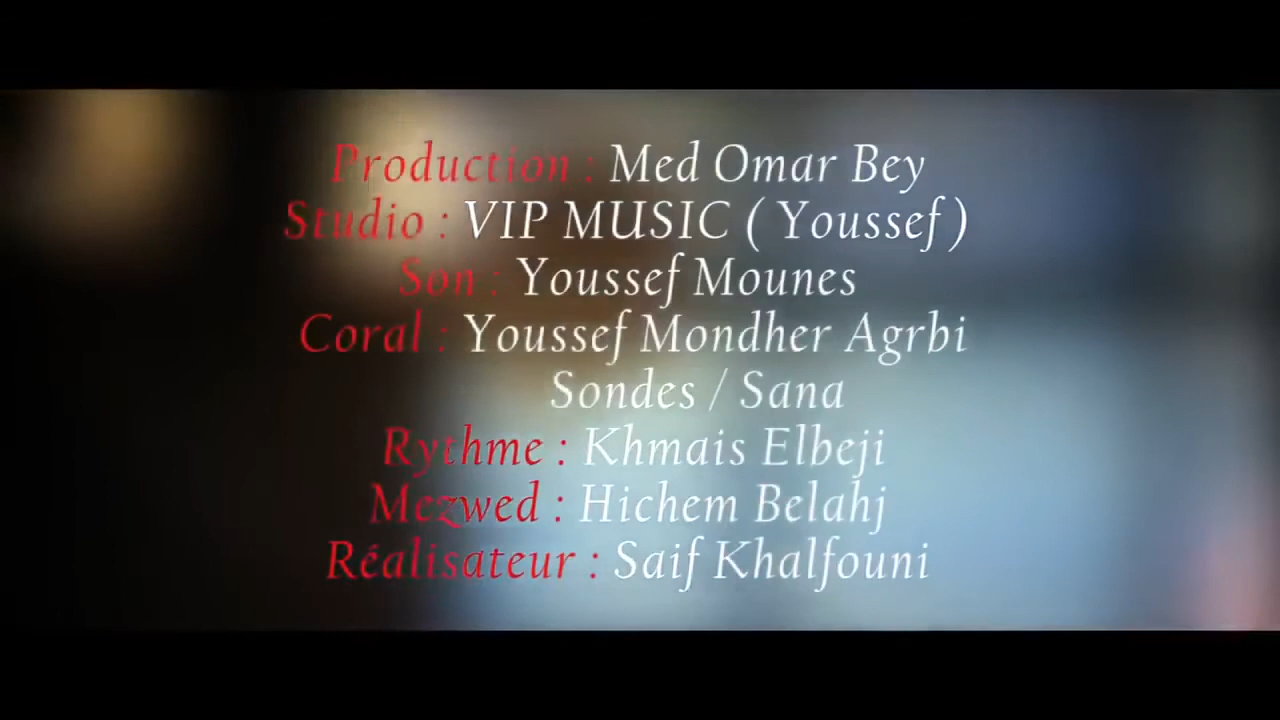 Production : Med Omar Bey
Studio : VIP MUSIC ( Youssef )
Son : Youssef Mounes
Coral : Youssef Mondher Agrbi
Sondes / Sana
Rythme : Khmais Elbeji
Mezwed : Hichem Belahj
Réalisateur : Saif Khalfouni